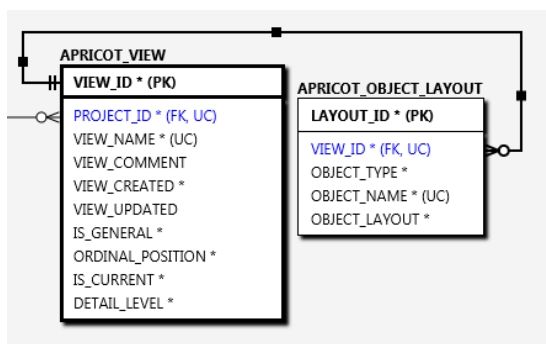 APRICOT_VIEW
VIEW_ID * (PK)
PROJECT_ID * (FK, UC)
VIEW_NAME * (UC)
VIEW_COMMENT
VIEW_CREATED *
VIEW_UPDATED
IS_GENERAL *
ORDINAL_POSITION *
IS_CURRENT *
DETAIL_LEVEL *
APRICOT_OBJECT_LAYOUT
LAYOUT_ID * (PK)
VIEW_ID * (FK, UC)
OBJECT_TYPE *
OBJECT_NAME * (UC)
OBJECT_LAYOUT *